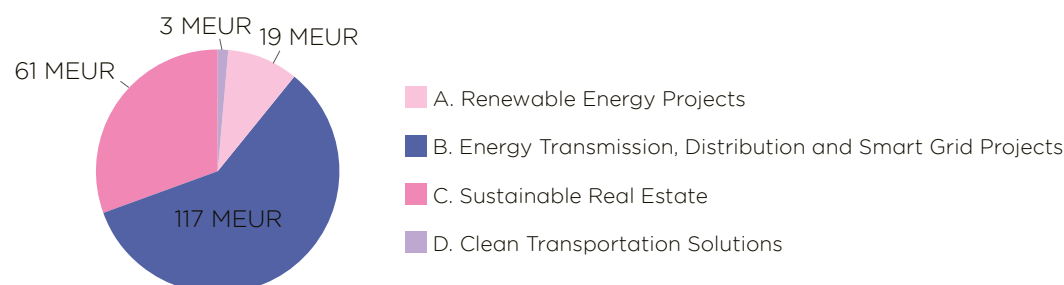 3 MEUR
19 MEUR
61 MEUR
117 MEUR
A. Renewable Energy Projects
B. Energy Transmission, Distribution and Smart Grid Projects
C. Sustainable Real Estate
D. Clean Transportation Solutions